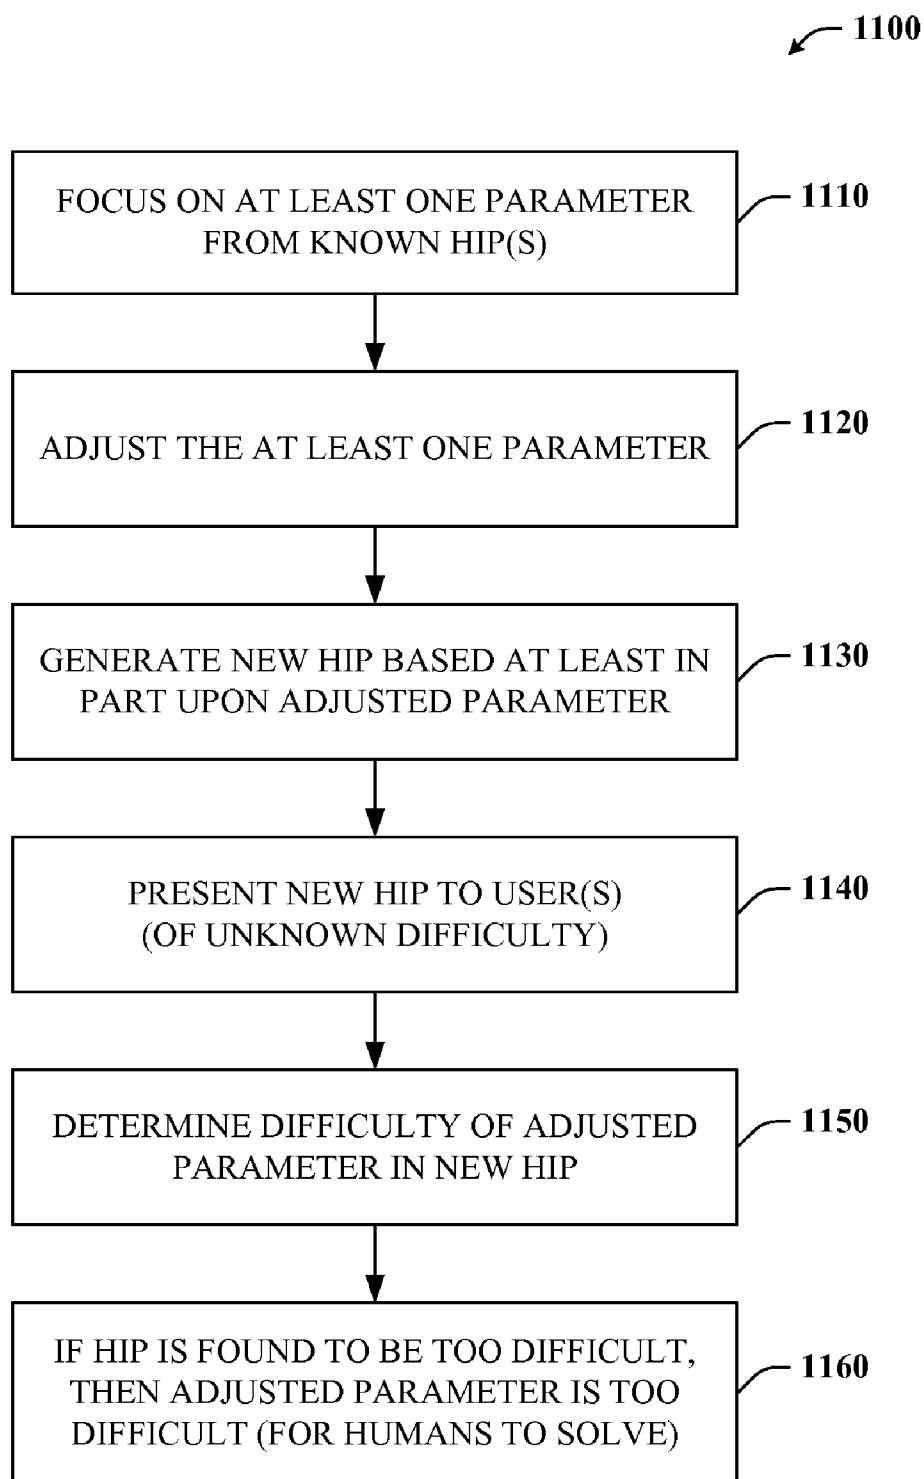 1100
FOCUS ON AT LEAST ONE PARAMETER
FROM KNOWN HIP(S)
1110
ADJUST THE AT LEAST ONE PARAMETER
1120
GENERATE NEW HIP BASED AT LEAST IN
PART UPON ADJUSTED PARAMETER
1130
PRESENT NEW HIP TO USER(S)
(OF UNKNOWN DIFFICULTY)
1140
DETERMINE DIFFICULTY OF ADJUSTED
PARAMETER IN NEW HIP
1150
IF HIP IS FOUND TO BE TOO DIFFICULT,
THEN ADJUSTED PARAMETER IS TOO
DIFFICULT (FOR HUMANS TO SOLVE)
1160